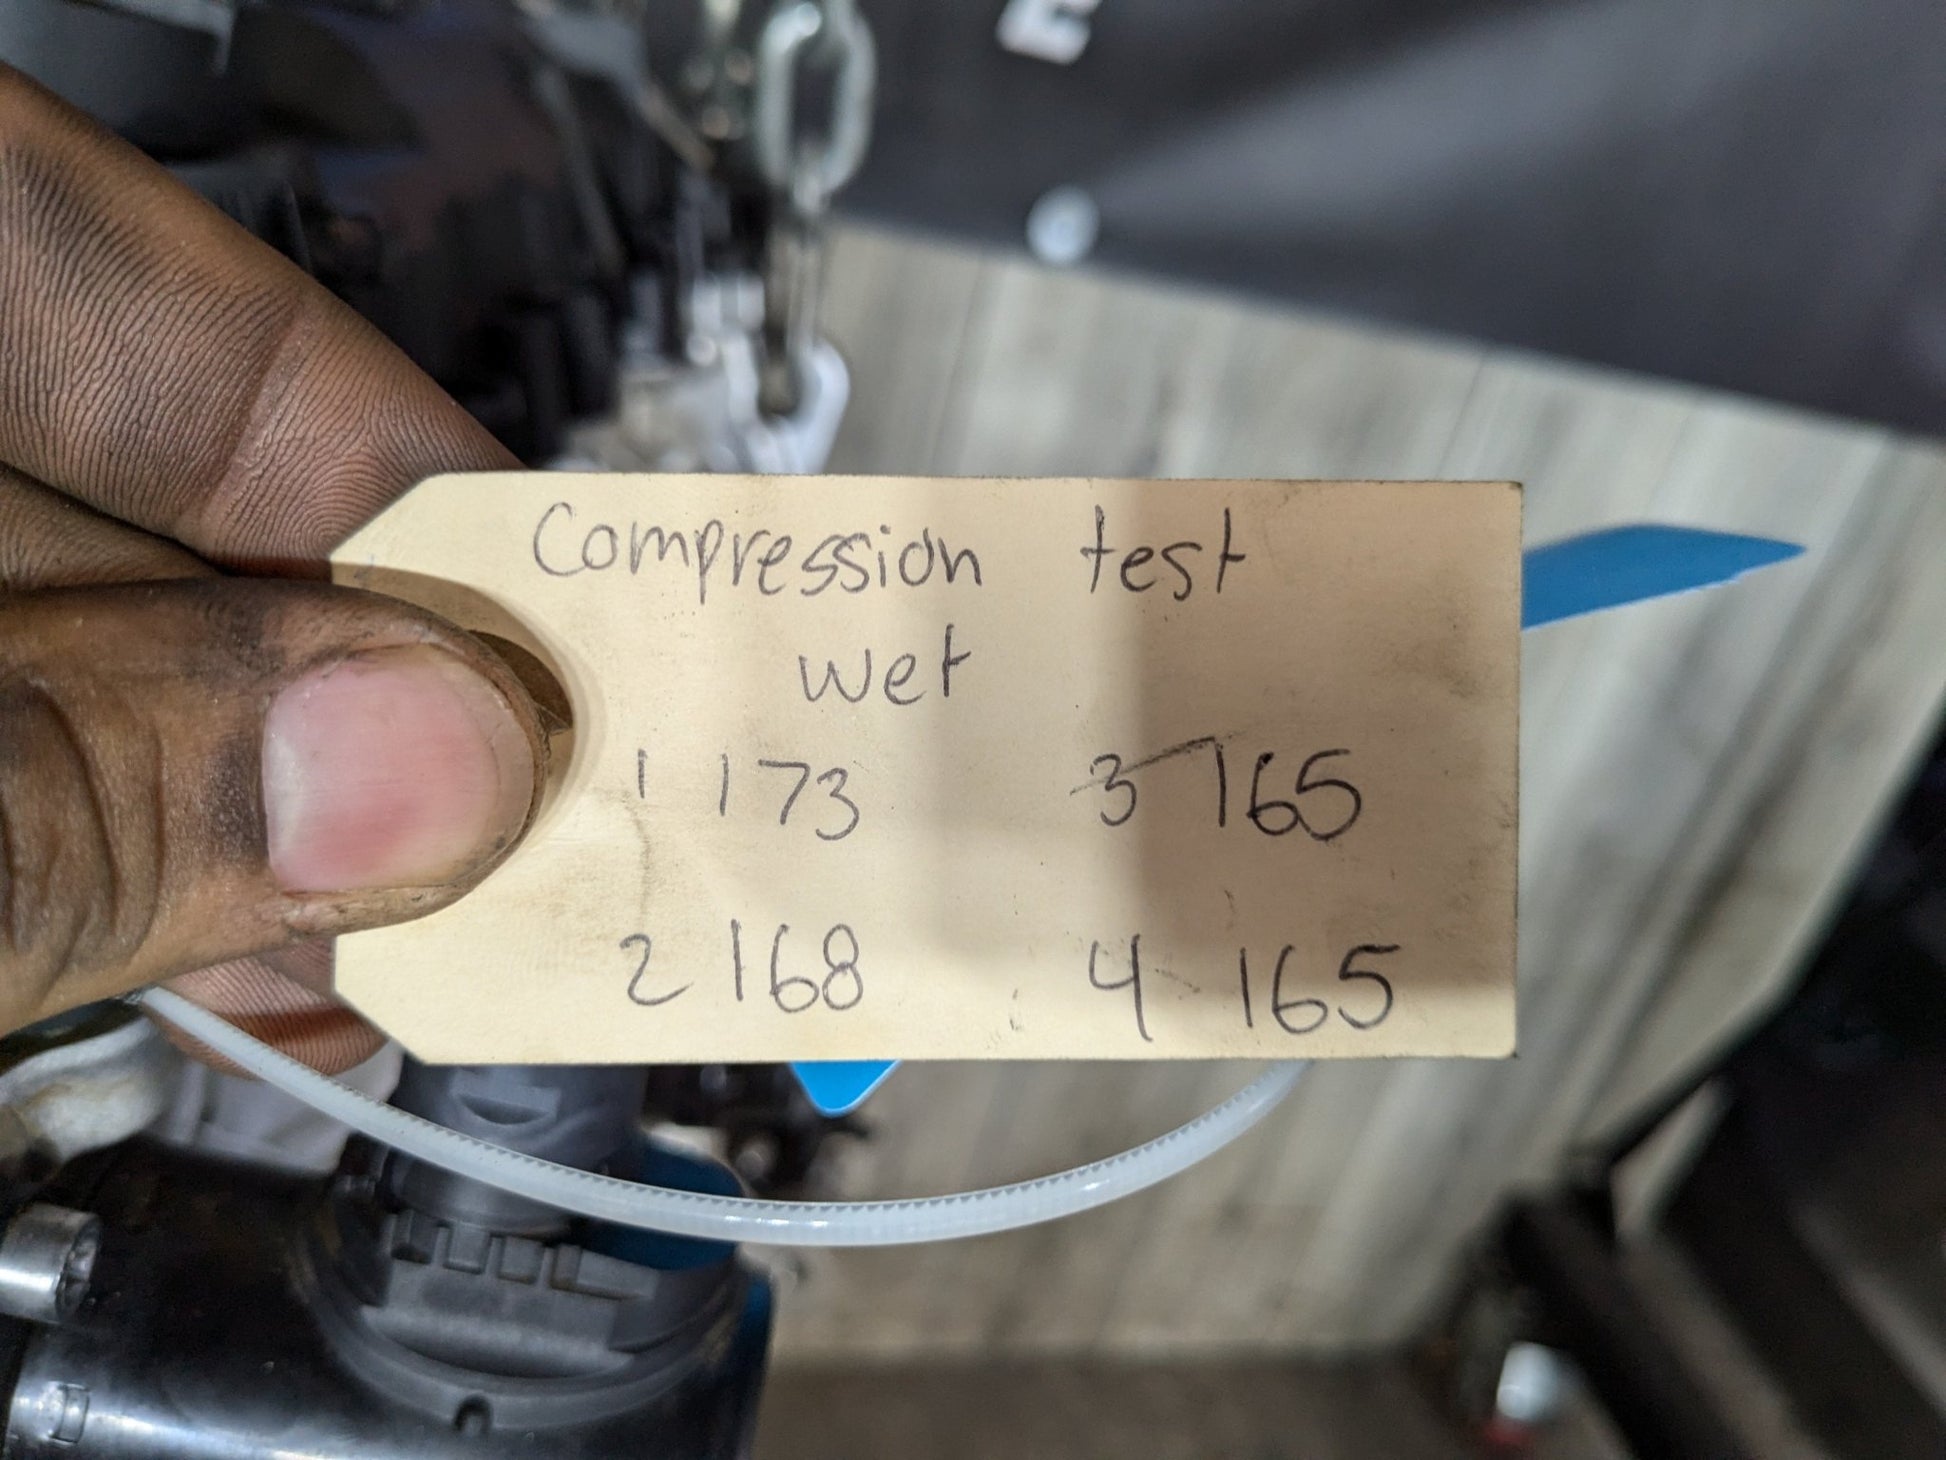 Compression test
wet
1 173 3 165
2 168 4 165